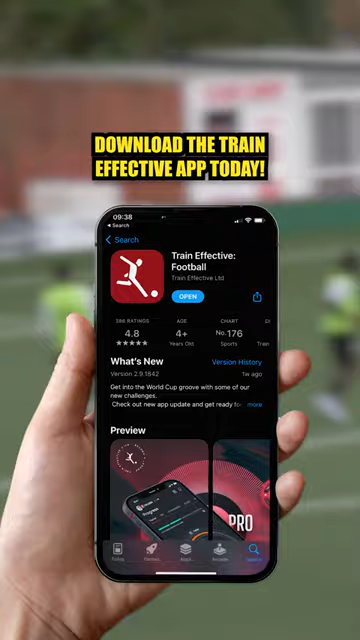 DOWNLOAD THE TRAIN
EFFECTIVE APP TODAY!
09:38
Search
Search
Train Effective:
Football
Train Effective Ltd
OPEN
386 RATINGS AGE CHART
4.8 4+ No.176
Years Old Sports
What's New Version History
Version 2.9.1842 1w ago
Get into the World Cup groove with some of our
new challenges.
Check out new app update and get ready fo more
Preview
Progress
PRO
Today
Search